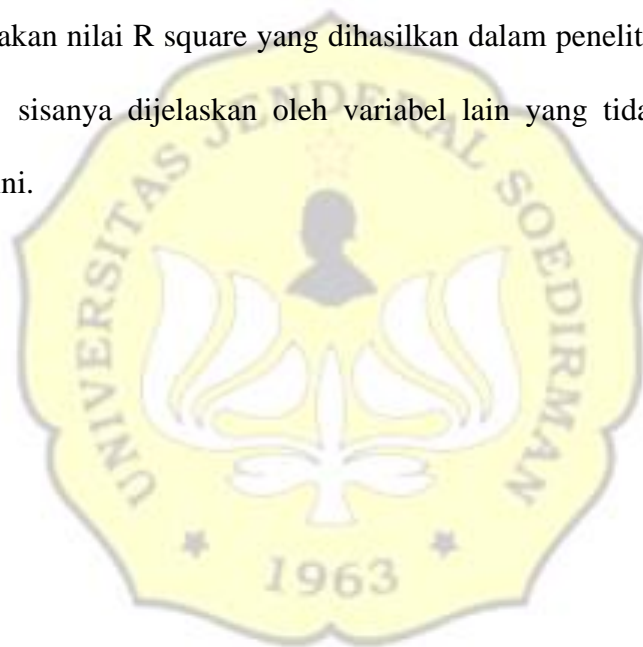 akan nilai R square yang dihasilkan dalam penelit
sisanya dijelaskan oleh variabel lain yang tida
ni.
UNIVERSITAS JENDERAL SOEDIRMAN
1963